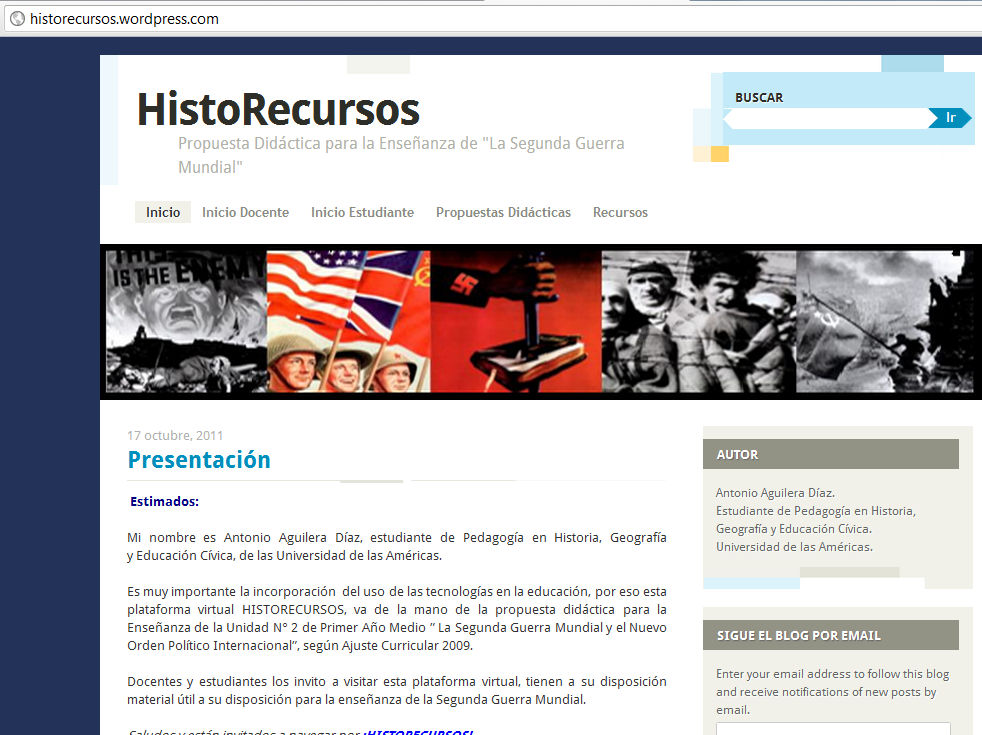 historecursos.wordpress.com
HistoRecursos
Propuesta Didáctica para la Enseñanza de "La Segunda Guerra
Mundial"
BUSCAR
Ir
Inicio Inicio Docente Inicio Estudiante Propuestas Didácticas Recursos
IS THE ENEMY
17 octubre, 2011
Presentación
Estimados:
Mi nombre es Antonio Aguilera Díaz, estudiante de Pedagogía en Historia, Geografía
y Educación Cívica, de las Universidad de las Américas.
Es muy importante la incorporación del uso de las tecnologías en la educación, por eso esta
plataforma virtual HISTORECURSOS, va de la mano de la propuesta didáctica para la
Enseñanza de la Unidad N° 2 de Primer Año Medio " La Segunda Guerra Mundial y el Nuevo
Orden Político Internacional", según Ajuste Curricular 2009.
Docentes y estudiantes los invito a visitar esta plataforma virtual, tienen a su disposición
material útil a su disposición para la enseñanza de la Segunda Guerra Mundial.
Saludos y están invitados a navegar por ¡HISTORECURSOS!
AUTOR
Antonio Aguilera Díaz.
Estudiante de Pedagogía en Historia,
Geografía y Educación Cívica.
Universidad de las Américas.
SIGUE EL BLOG POR EMAIL
Enter your email address to follow this blog
and receive notifications of new posts by
email.